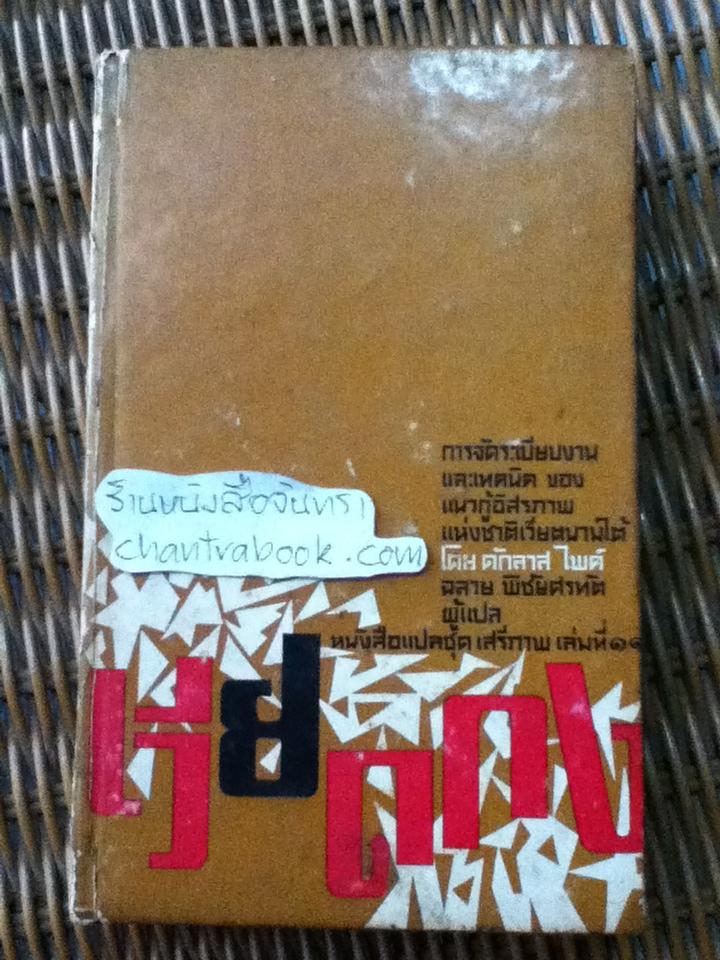 การจัดระเบียบงาน
และเทคนิค ของ
แนวกู้อิสรภาพ
แห่งชาติเวียตนามใต้
โดย ดักลาส ไพค์
ฉลาย พิชัยศรทัต
ผู้แปล
หนังสือแปลชุด เสรีภาพ เล่มที่๑๑
ร้านหนังสือจันทรา
chantrabook.com
เวียดกง